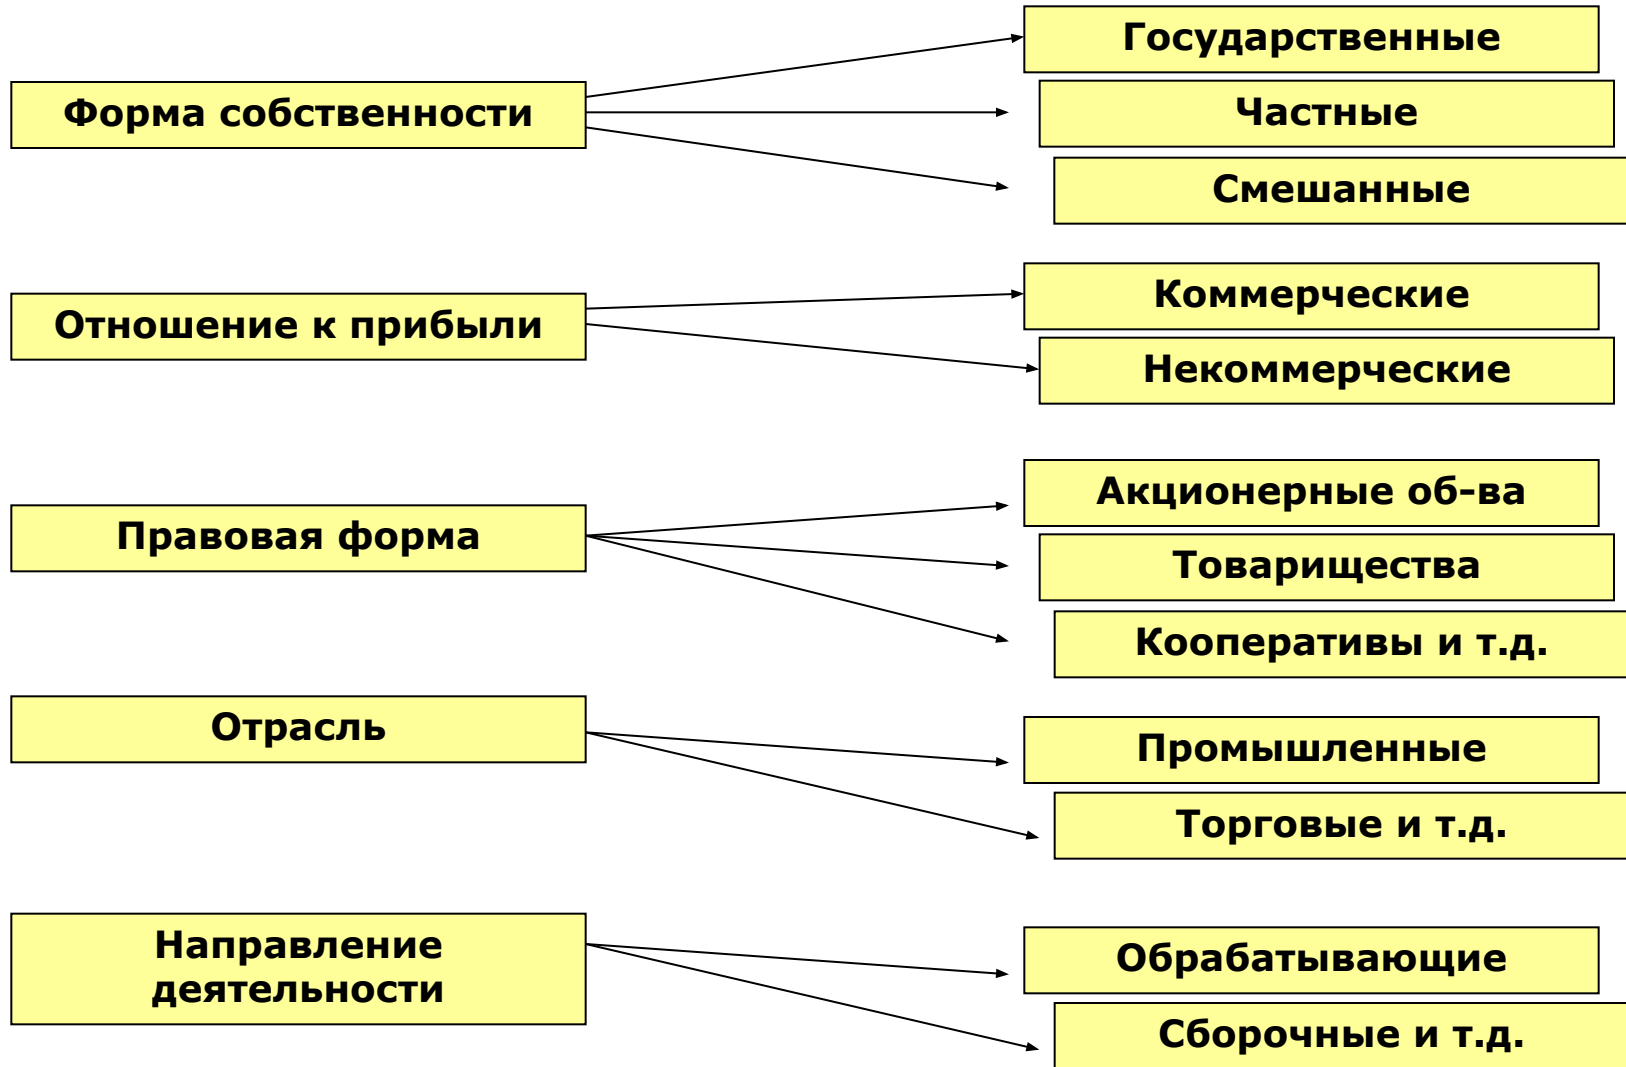 Форма собственности
Государственные
Частные
Смешанные
Отношение к прибыли
Коммерческие
Некоммерческие
Правовая форма
Акционерные об-ва
Товарищества
Кооперативы и т.д.
Отрасль
Промышленные
Торговые и т.д.
Направление
деятельности
Обрабатывающие
Сборочные и т.д.